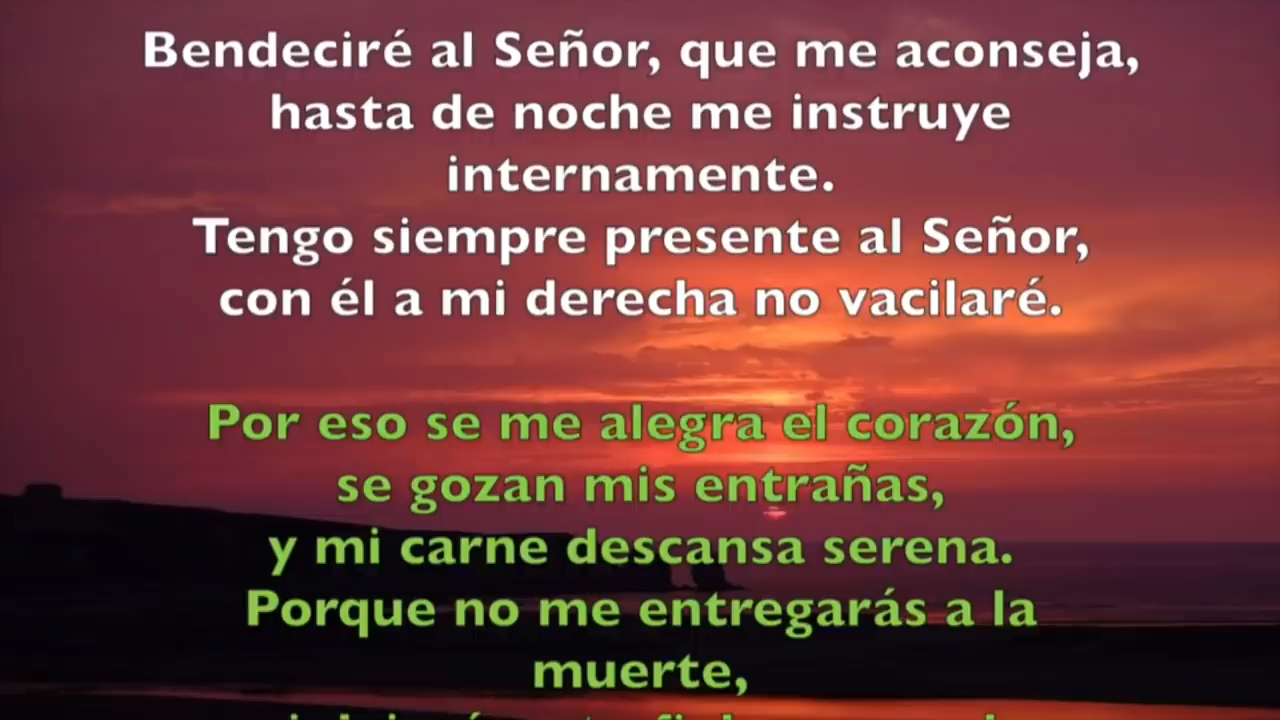 Bendeciré al Señor, que me aconseja,
hasta de noche me instruye
internamente.
Tengo siempre presente al Señor,
con él a mi derecha no vacilaré.
Por eso se me alegra el corazón,
se gozan mis entrañas,
y mi carne descansa serena.
Porque no me entregarás a la
muerte,